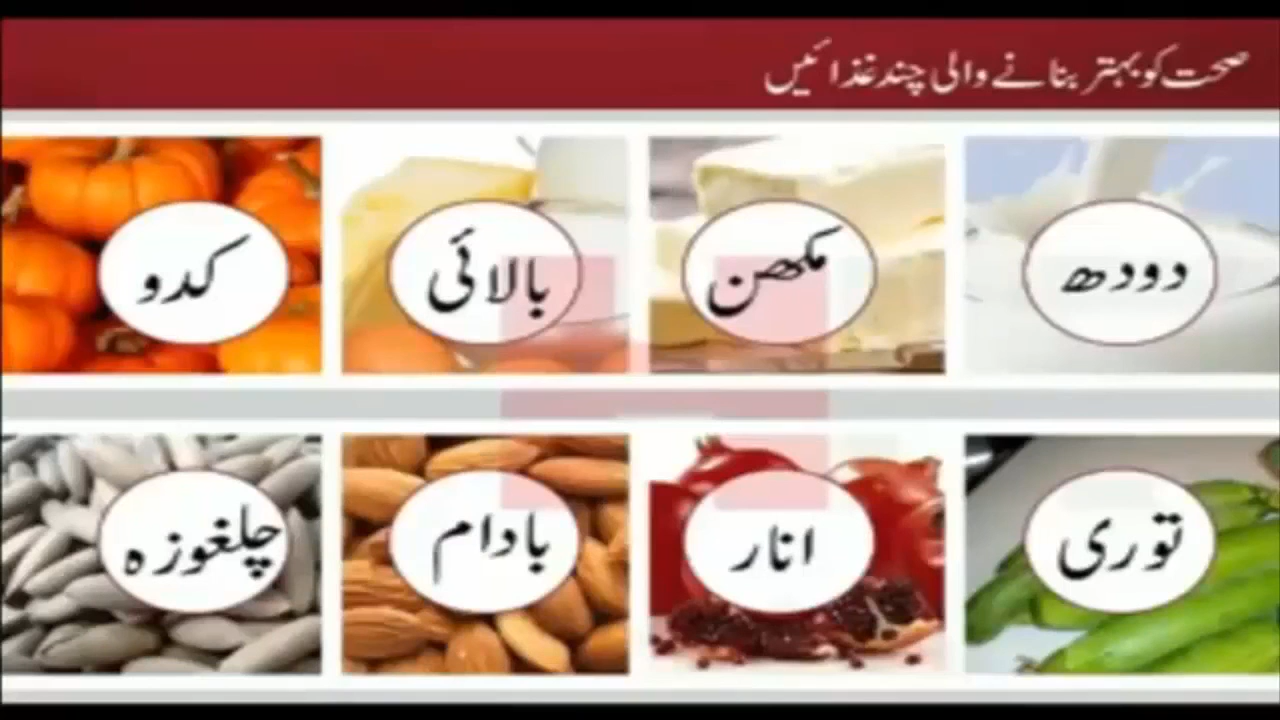 صحت کو بہتر بنانے والی چند غذائیں
دودھ
مکھن
بالائی
کدو
توری
انار
بادام
چلغوزہ